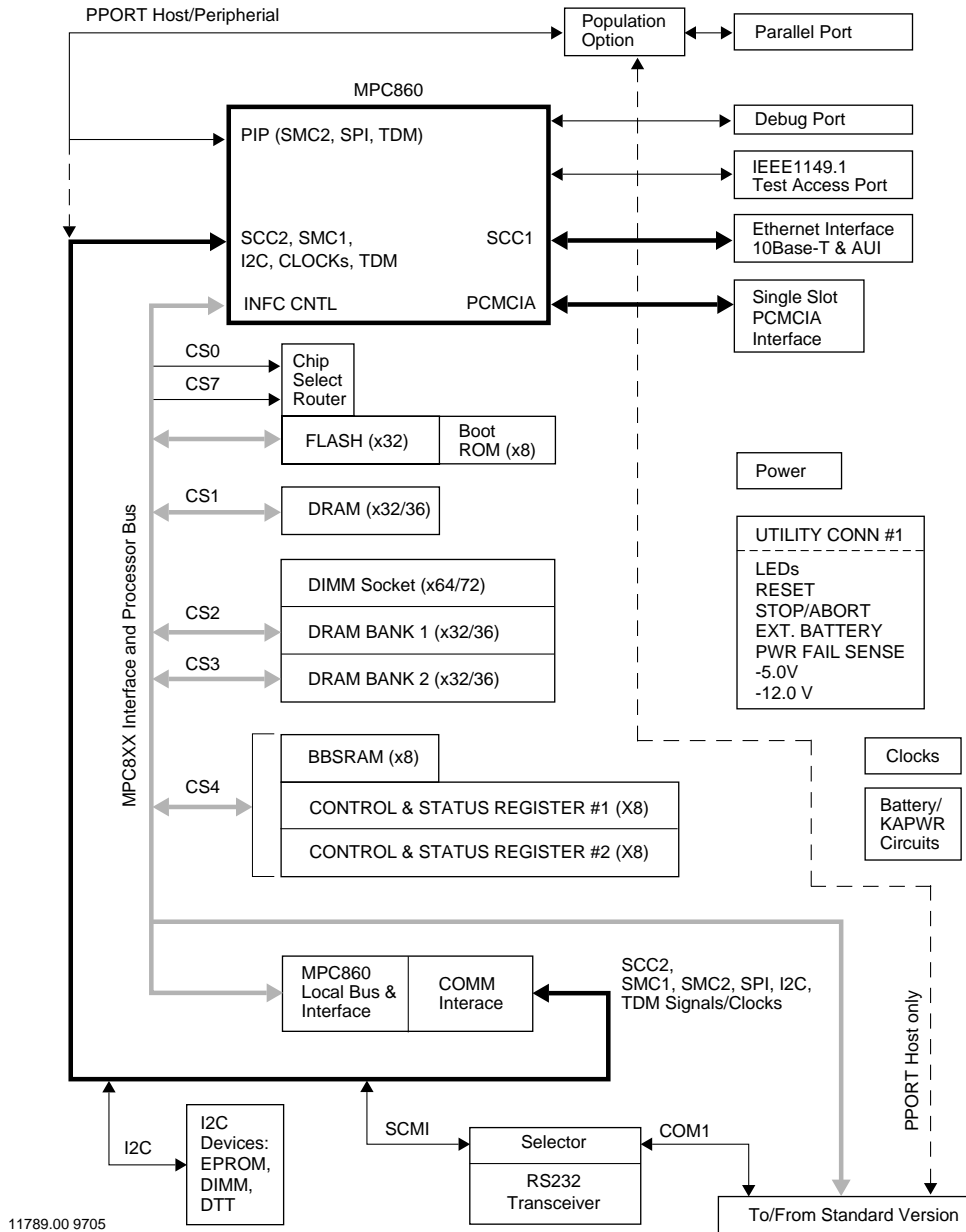 PPORT Host/Peripherial
Population
Option
Parallel Port
MPC860
PIP (SMC2, SPI, TDM)
Debug Port
IEEE1149.1
Test Access Port
SCC2, SMC1,
I2C, CLOCKs, TDM
SCC1
Ethernet Interface
10Base-T & AUI
INFC CNTL
PCMCIA
Single Slot
PCMCIA
Interface
CS0
CS7
Chip
Select
Router
FLASH (x32)
Boot
ROM (x8)
Power
CS1
DRAM (x32/36)
UTILITY CONN #1
LEDs
RESET
STOP/ABORT
EXT. BATTERY
PWR FAIL SENSE
-5.0V
-12.0 V
DIMM Socket (x64/72)
CS2
DRAM BANK 1 (x32/36)
CS3
DRAM BANK 2 (x32/36)
MPC8XX Interface and Processor Bus
BBSRAM (x8)
CS4
CONTROL & STATUS REGISTER #1 (X8)
CONTROL & STATUS REGISTER #2 (X8)
Clocks
Battery/
KAPWR
Circuits
MPC860
Local Bus &
Interface
COMM
Interace
SCC2,
SMC1, SMC2, SPI, I2C,
TDM Signals/Clocks
PPORT Host only
I2C
I2C
Devices:
EPROM,
DIMM,
DTT
SCMI
Selector
RS232
Transceiver
COM1
To/From Standard Version
11789.00 9705